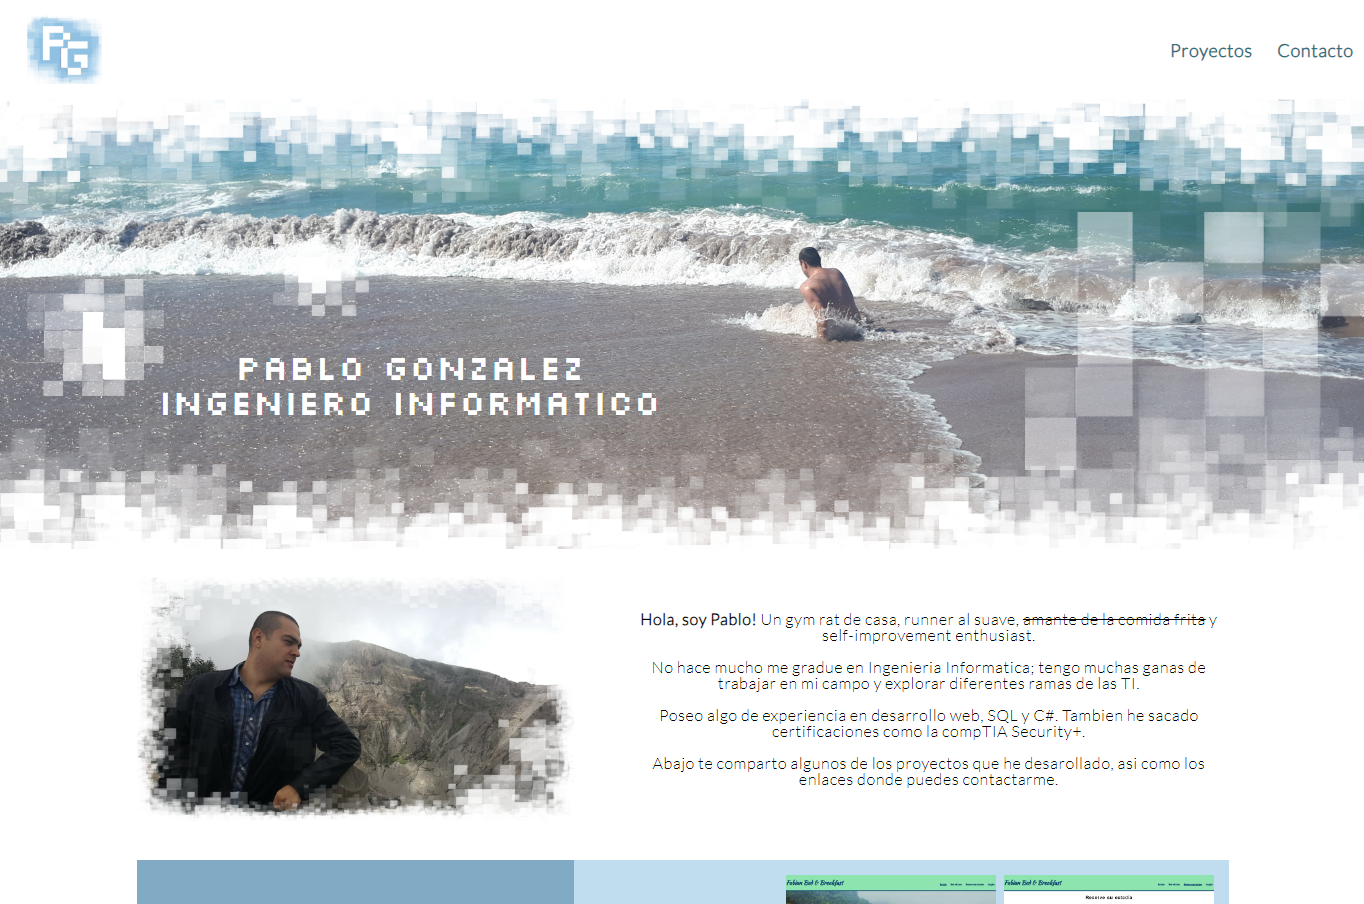 PG
Proyectos Contacto
PABLO GONZALEZ
INGENIERO INFORMATICO
Hola, soy Pablo! Un gym rat de casa, runner al suave, amante de la comida frita y
self-improvement enthusiast.
No hace mucho me gradue en Ingenieria Informatica; tengo muchas ganas de
trabajar en mi campo y explorar diferentes ramas de las TI.
Poseo algo de experiencia en desarrollo web, SQL y C#. Tambien he sacado
certificaciones como la compTIA Security+.
Abajo te comparto algunos de los proyectos que he desarollado, asi como los
enlaces donde puedes contactarme.
Fabian Bed & Breakfast
Fabian Bed & Breakfast
Reserve su estadia